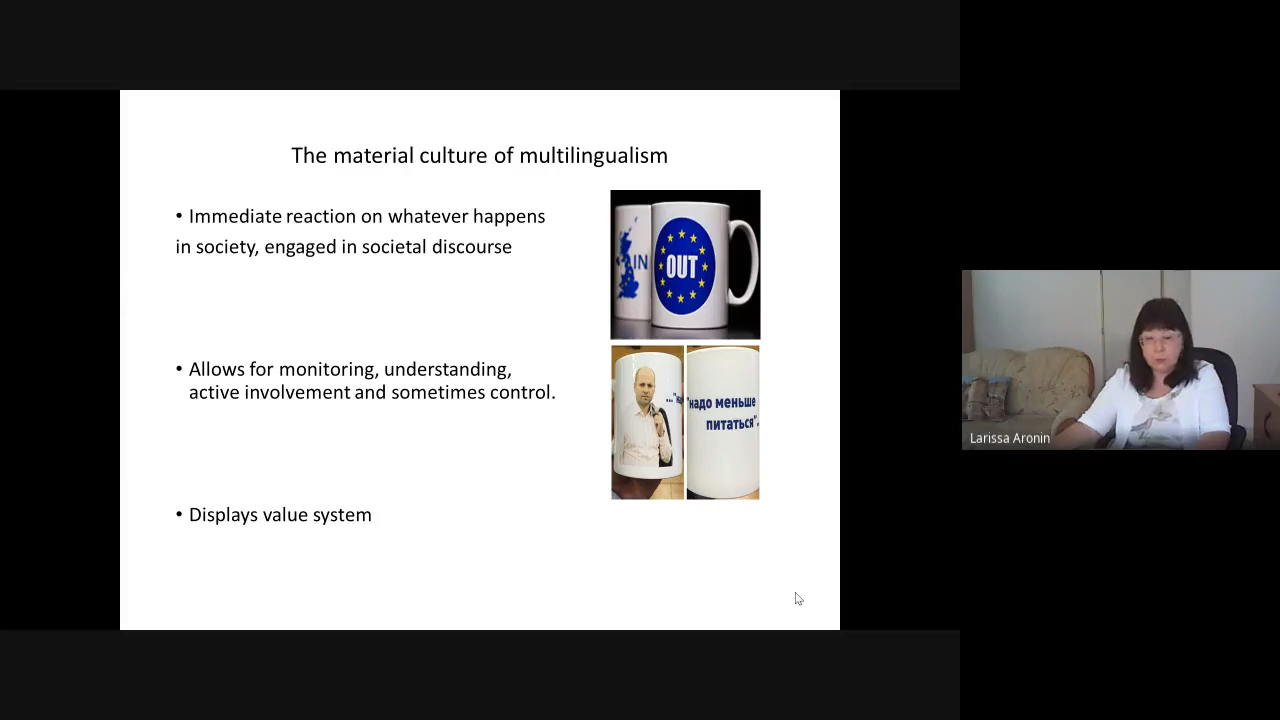 The material culture of multilingualism
• Immediate reaction on whatever happens
in society, engaged in societal discourse
IN
OUT
• Allows for monitoring, understanding,
active involvement and sometimes control.
"надо меньше
питаться"
• Displays value system
Larissa Aronin